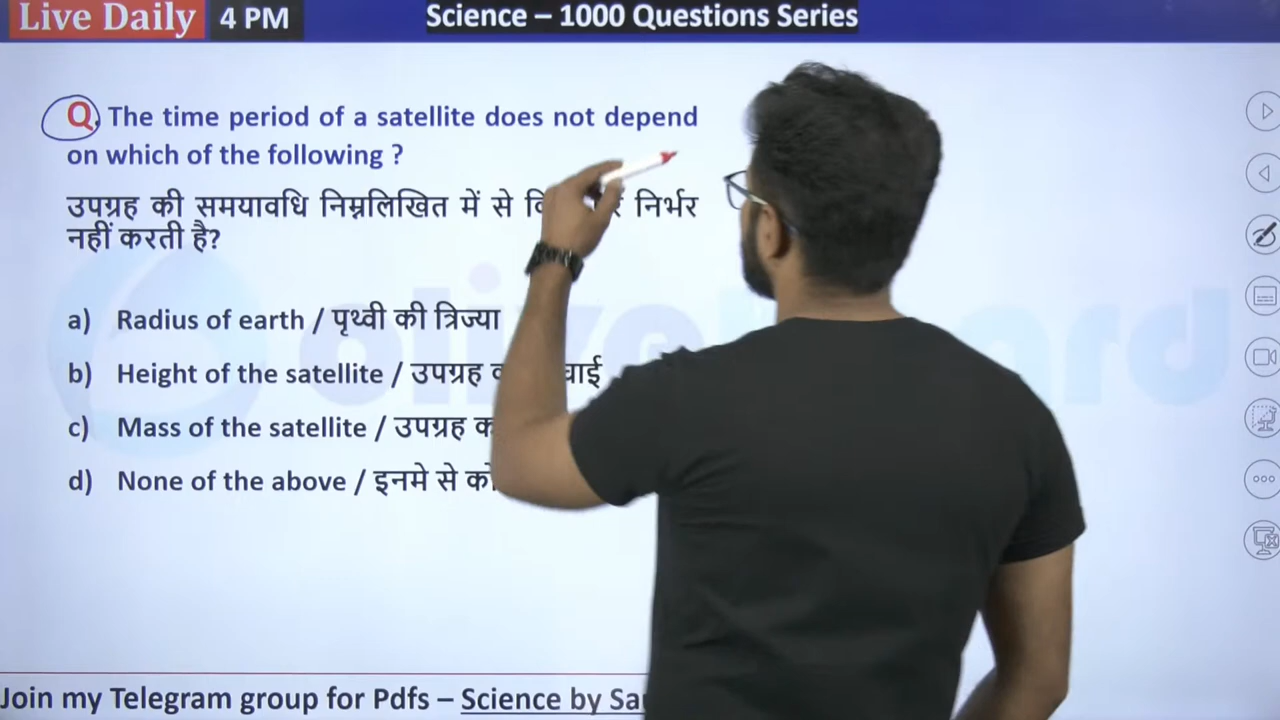 Live Daily 4 PM Science – 1000 Questions Series
Q. The time period of a satellite does not depend
on which of the following ?
उपग्रह की समयावधि निम्नलिखित में से निर्भर
नहीं करती है?
a) Radius of earth / पृथ्वी की त्रिज्या
b) Height of the satellite / उपग्रह
c) Mass of the satellite / उपग्रह
d) None of the above / इनमे से
Join my Telegram group for Pdfs – Science by